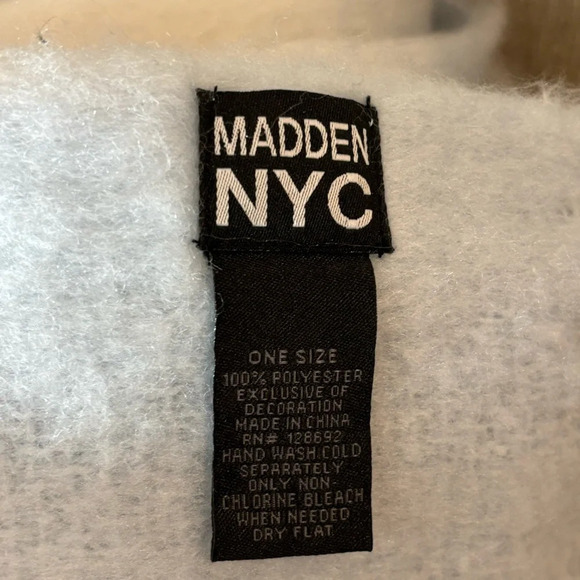 MADDEN
NYC
ONE SIZE
100% POLYESTER
EXCLUSIVE OF
DECORATION
MADE IN CHINA
RN# 128692
HAND WASH COLD
SEPARATELY
ONLY NON-
CHLORINE BLEACH
WHEN NEEDED
DRY FLAT